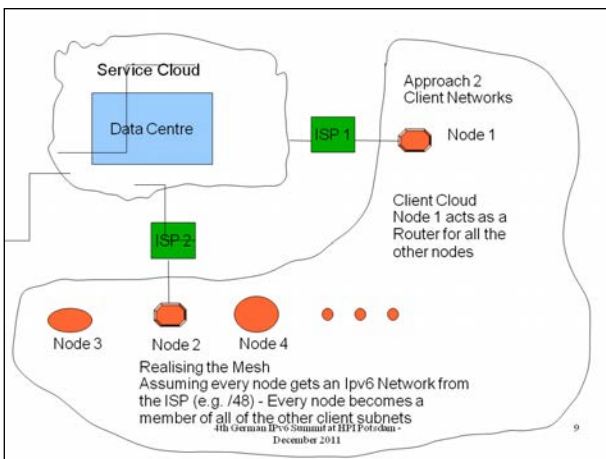 Service Cloud
Data Centre
ISP 1
Approach 2
Client Networks
Node 1
Client Cloud
Node 1 acts as a
Router for all the
other nodes
ISP 2
Node 3
Node 2
Node 4
Realising the Mesh
Assuming every node gets an Ipv6 Network from
the ISP (e.g. /48) - Every node becomes a
member of all of the other client subnets
4th German IPv6 Summit at HPI Potsdam -
December 2011
9